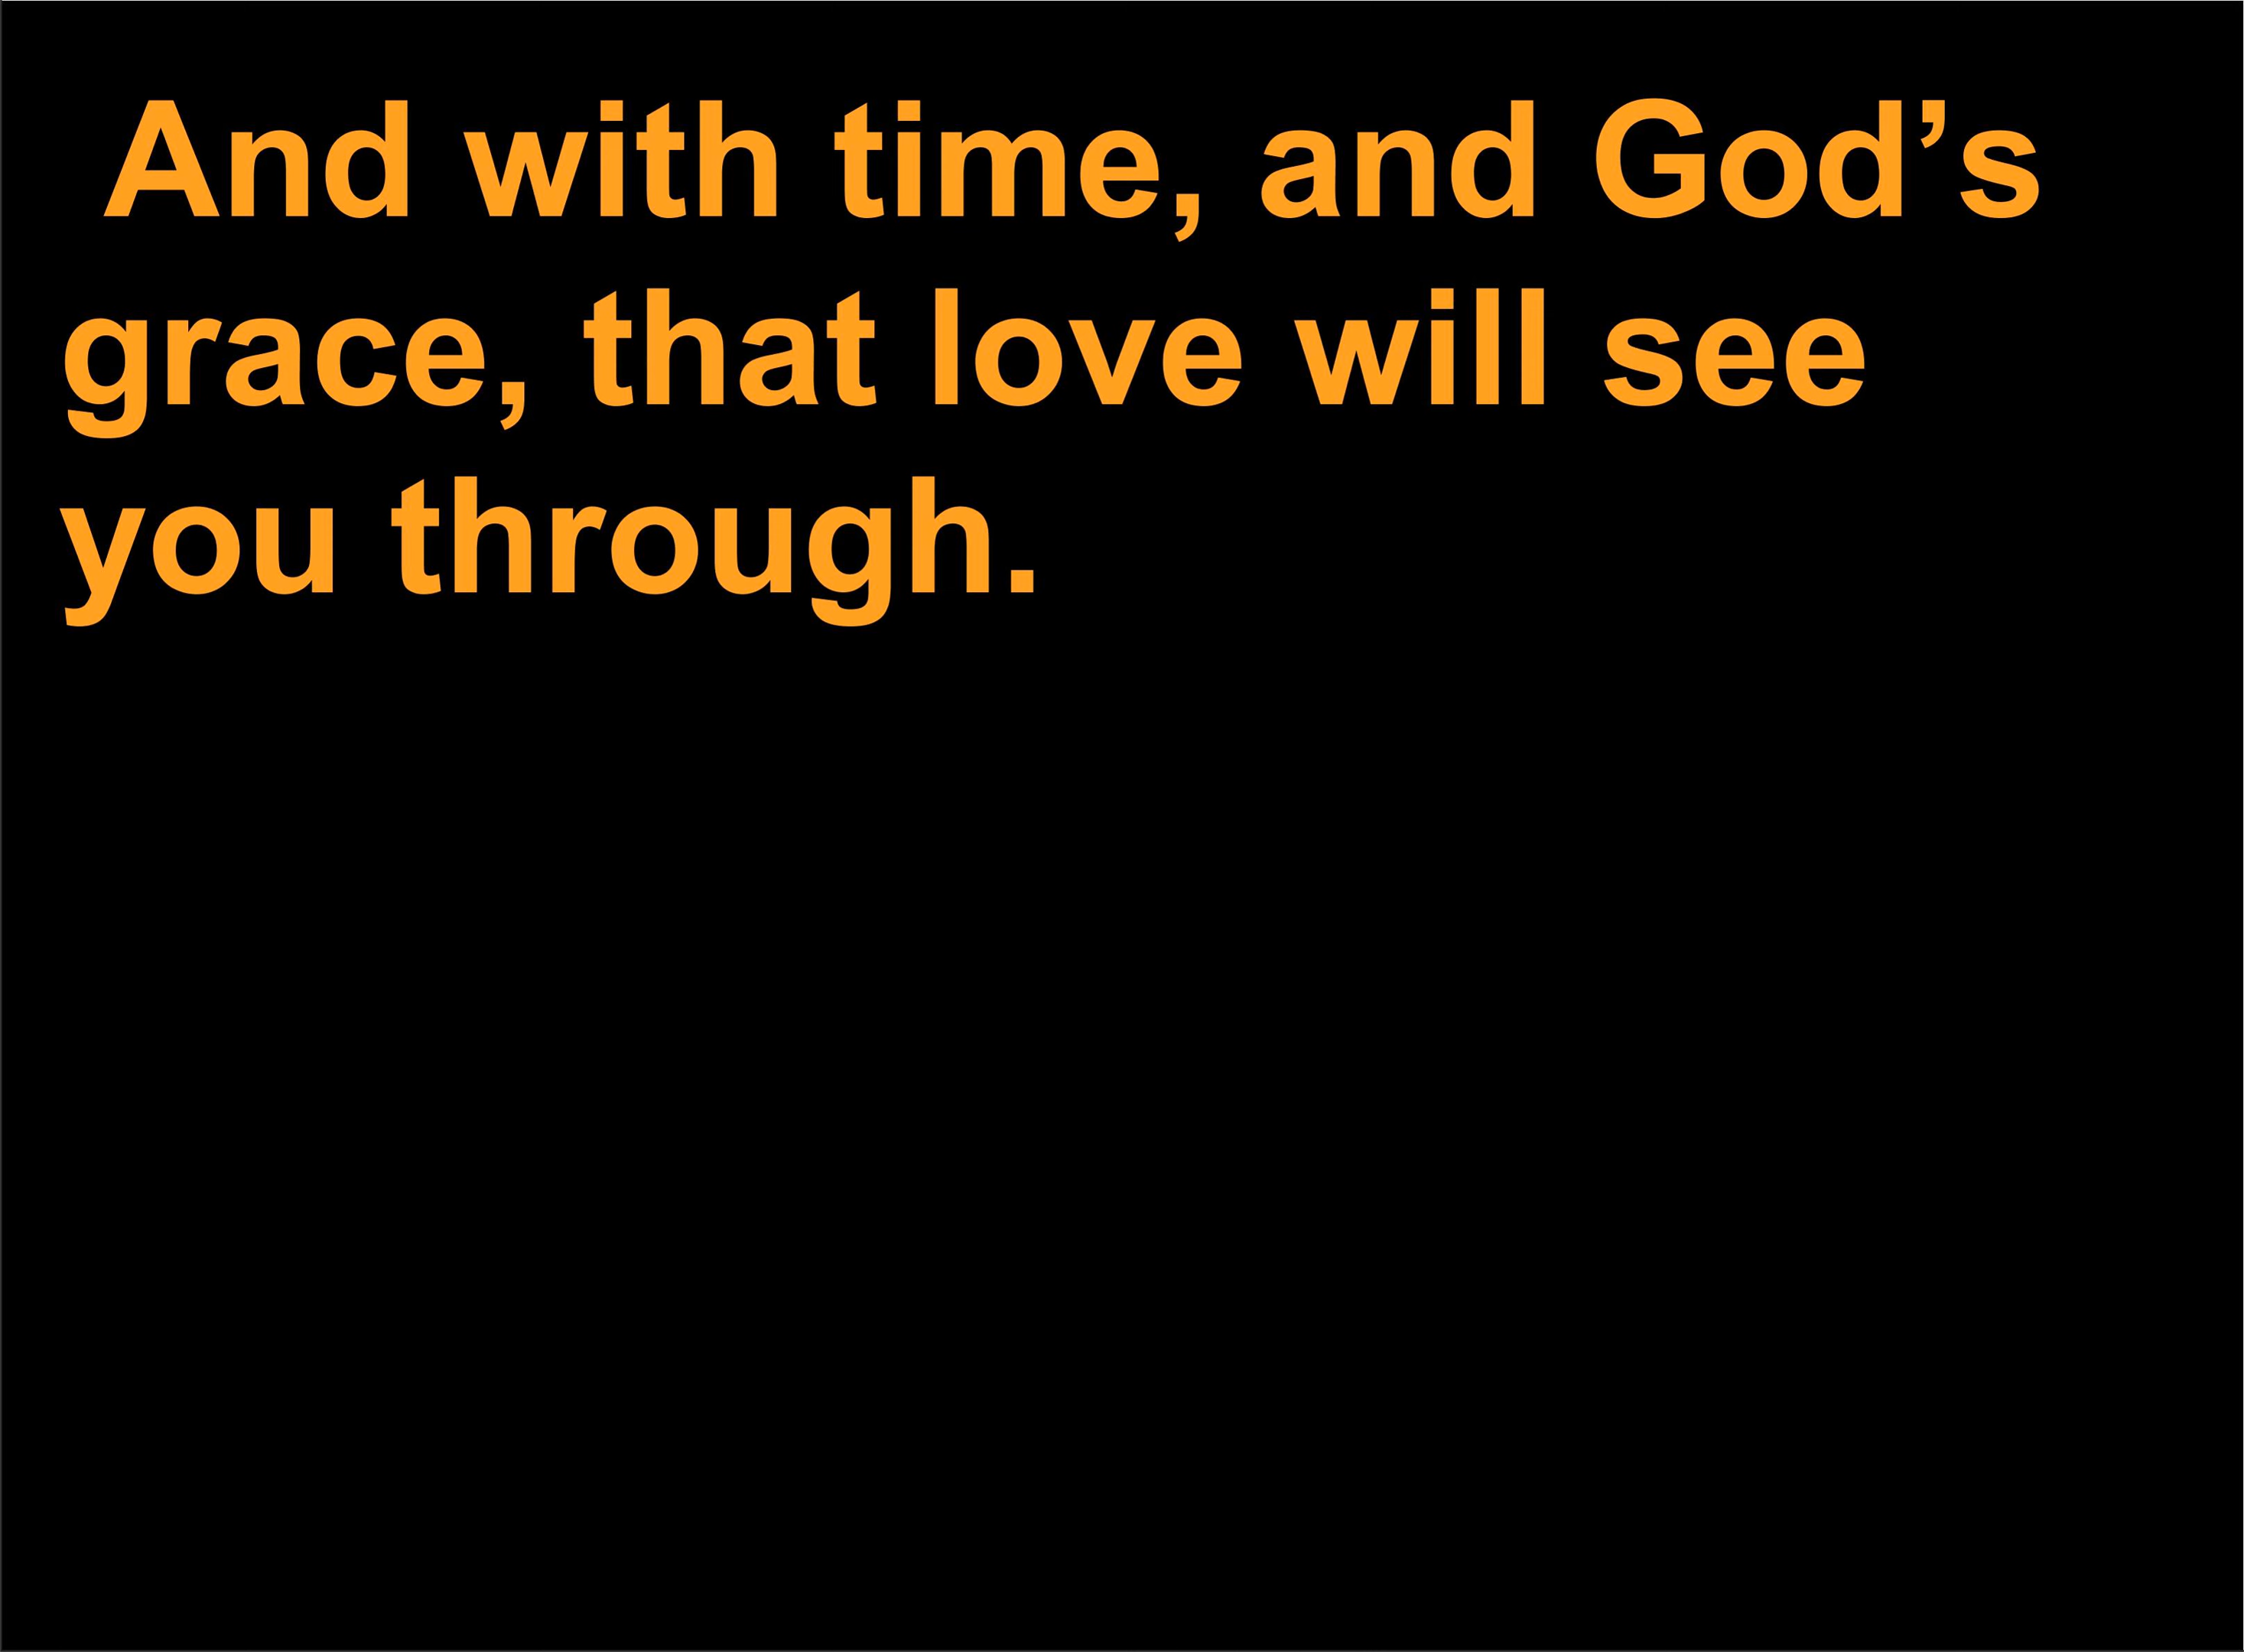 And with time, and God’s
grace, that love will see
you through.